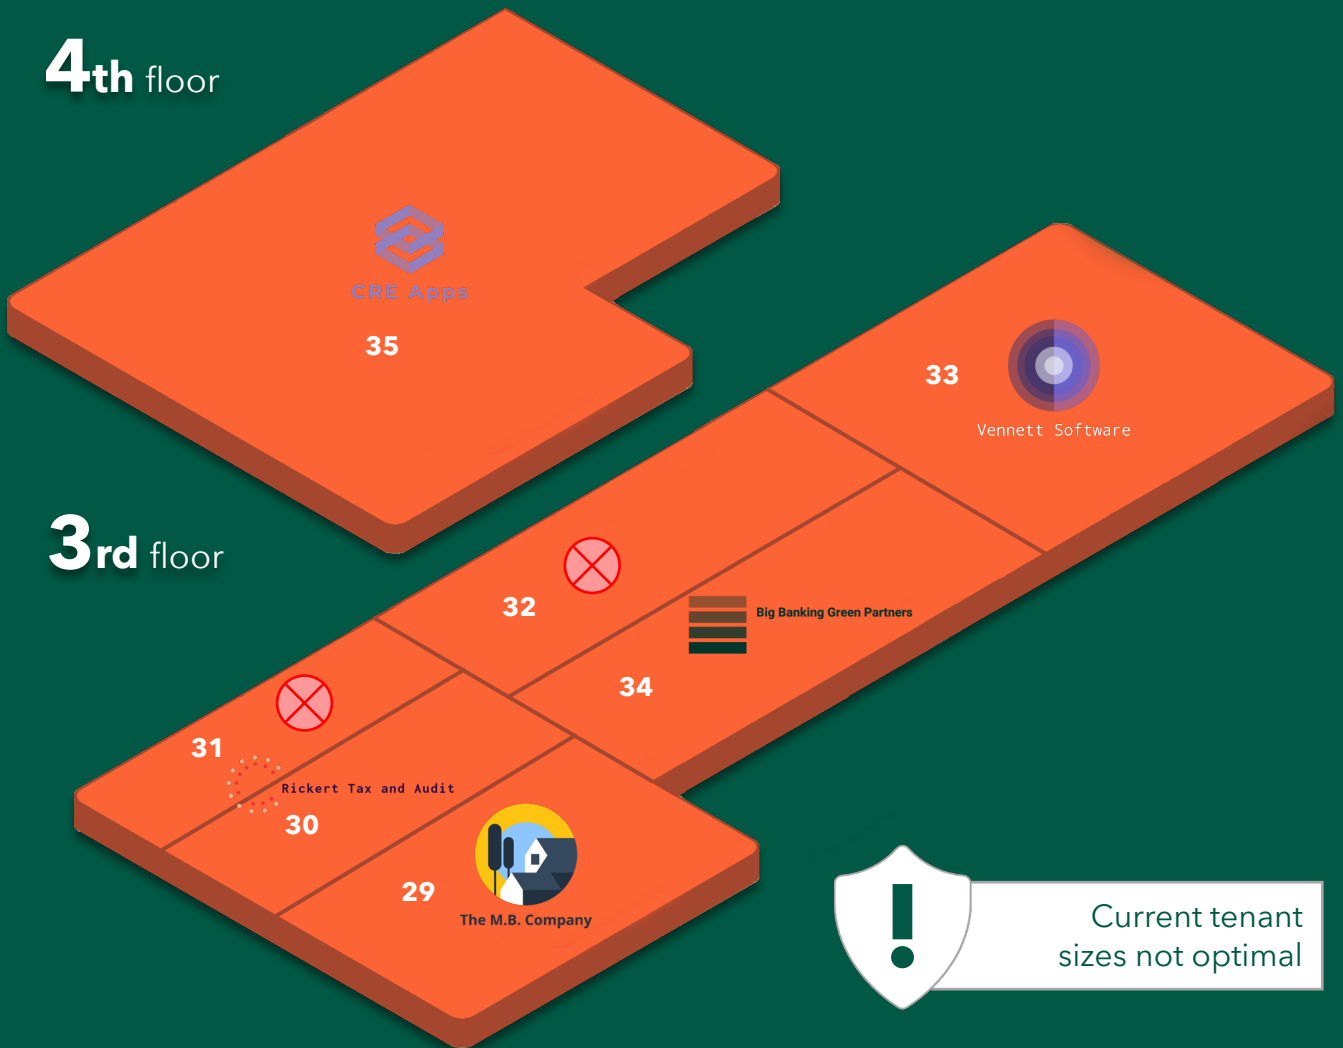 4th floor
CRE Apps
35
33
Vennett Software
3rd floor
32
Big Banking Green Partners
34
31
Rickert Tax and Audit
30
29
The M.B. Company
!
Current tenant
sizes not optimal